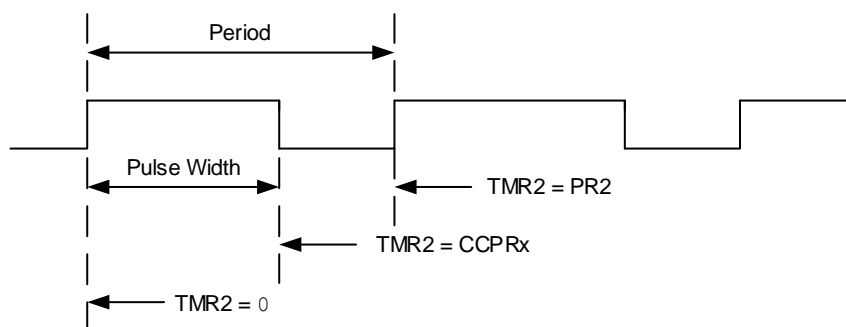 Period
Pulse Width
TMR2 = PR2
TMR2 = CCPRx
TMR2 = 0